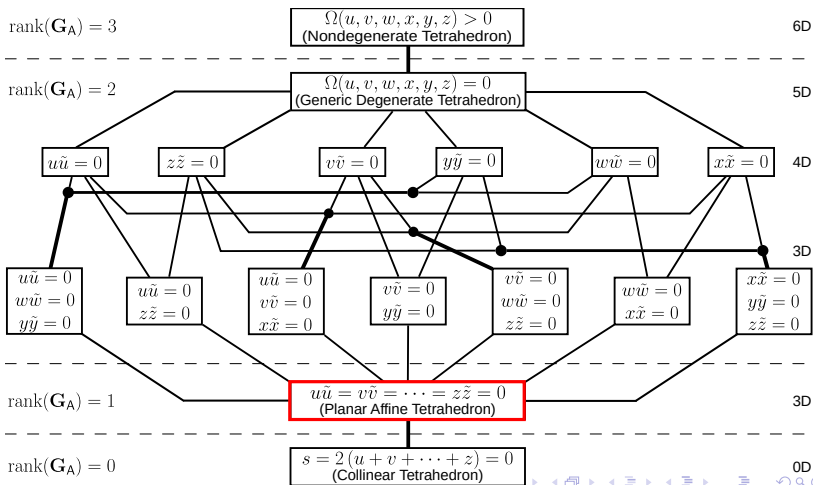 rank(G_A) = 3
Ω(u, v, w, x, y, z) > 0
(Nondegenerate Tetrahedron)
6D
rank(G_A) = 2
Ω(u, v, w, x, y, z) = 0
(Generic Degenerate Tetrahedron)
5D
uũ = 0
zz̃ = 0
vṽ = 0
yỹ = 0
ww̃ = 0
xx̃ = 0
4D
3D
uũ = 0
ww̃ = 0
yỹ = 0
uũ = 0
zz̃ = 0
uũ = 0
vṽ = 0
xx̃ = 0
vṽ = 0
yỹ = 0
vṽ = 0
ww̃ = 0
zz̃ = 0
ww̃ = 0
xx̃ = 0
xx̃ = 0
yỹ = 0
zz̃ = 0
rank(G_A) = 1
uũ = vṽ = ⋯ = zz̃ = 0
(Planar Affine Tetrahedron)
3D
rank(G_A) = 0
s = 2 (u + v + ⋯ + z) = 0
(Collinear Tetrahedron)
0D